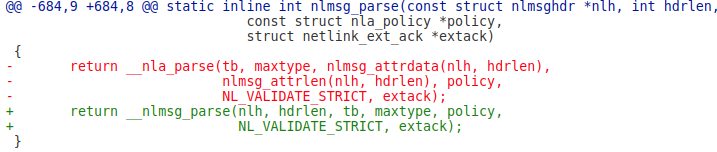 @@ -684,9 +684,8 @@ static inline int nlmsg_parse(const struct nlmsghdr *nlh, int hdrlen,
                              const struct nla_policy *policy,
                              struct netlink_ext_ack *extack)
 {
-       return __nla_parse(tb, maxtype, nlmsg_attrdata(nlh, hdrlen),
-                          nlmsg_attrlen(nlh, hdrlen), policy,
-                          NL_VALIDATE_STRICT, extack);
+       return __nlmsg_parse(nlh, hdrlen, tb, maxtype, policy,
+                            NL_VALIDATE_STRICT, extack);
 }